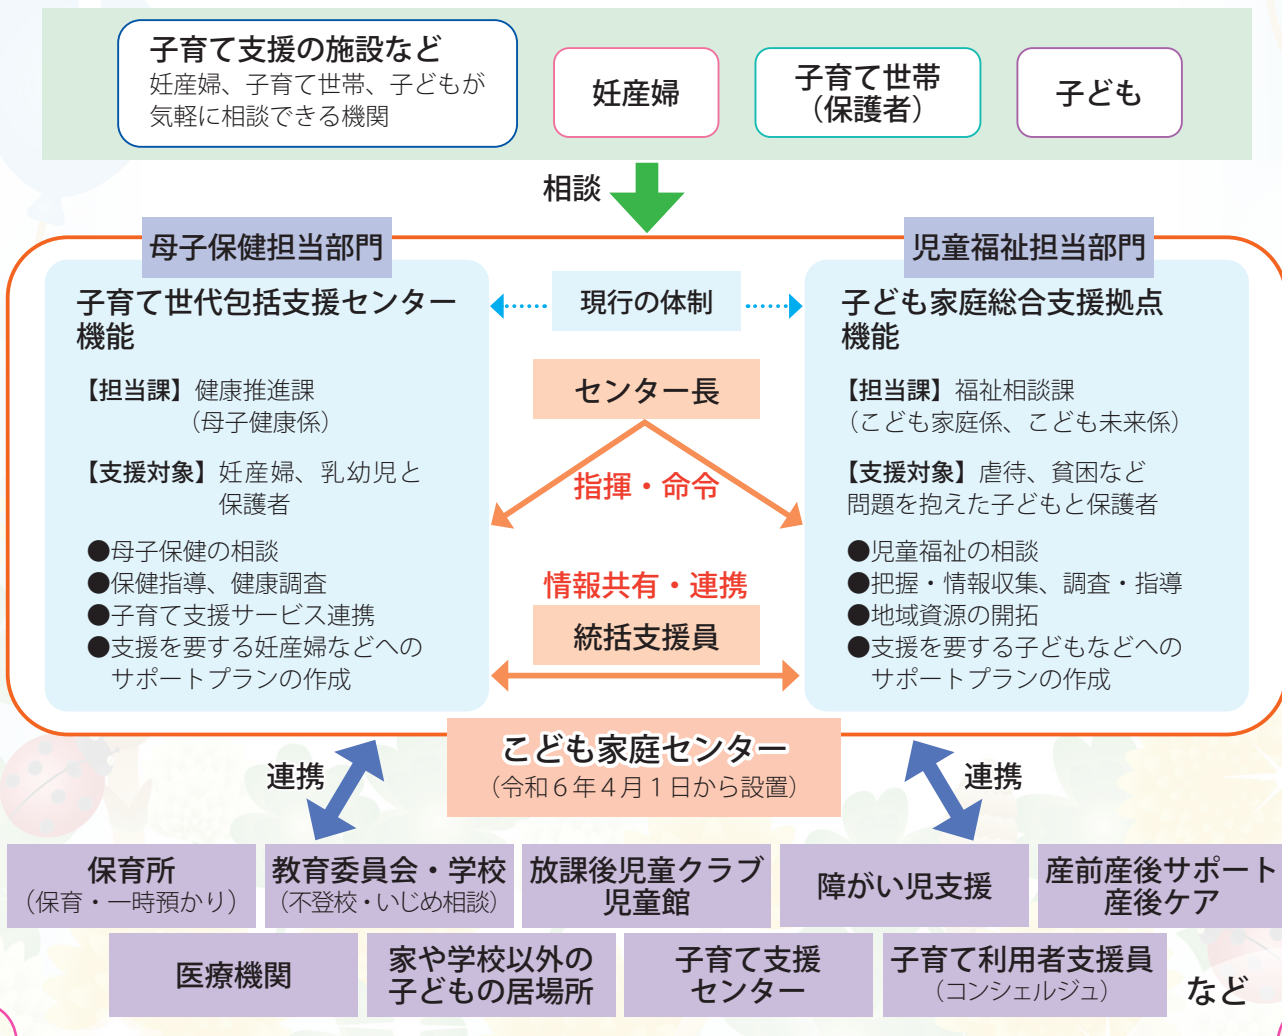 子育て支援の施設など
妊産婦、子育て世帯、子どもが
気軽に相談できる機関
妊産婦
子育て世帯
（保護者）
子ども
相談
母子保健担当部門
子育て世代包括支援センター
機能
【担当課】健康推進課
（母子健康係）
【支援対象】妊産婦、乳幼児と
保護者
●母子保健の相談
●保健指導、健康調査
●子育て支援サービス連携
●支援を要する妊産婦などへの
サポートプランの作成
現行の体制
センター長
指揮・命令
情報共有・連携
統括支援員
児童福祉担当部門
子ども家庭総合支援拠点
機能
【担当課】福祉相談課
（こども家庭係、こども未来係）
【支援対象】虐待、貧困など
問題を抱えた子どもと保護者
●児童福祉の相談
●把握・情報収集、調査・指導
●地域資源の開拓
●支援を要する子どもなどへの
サポートプランの作成
こども家庭センター
（令和６年４月１日から設置）
連携
連携
保育所
（保育・一時預かり）
教育委員会・学校
（不登校・いじめ相談）
放課後児童クラブ
児童館
障がい児支援
産前産後サポート
産後ケア
医療機関
家や学校以外の
子どもの居場所
子育て支援
センター
子育て利用者支援員
（コンシェルジュ）
など